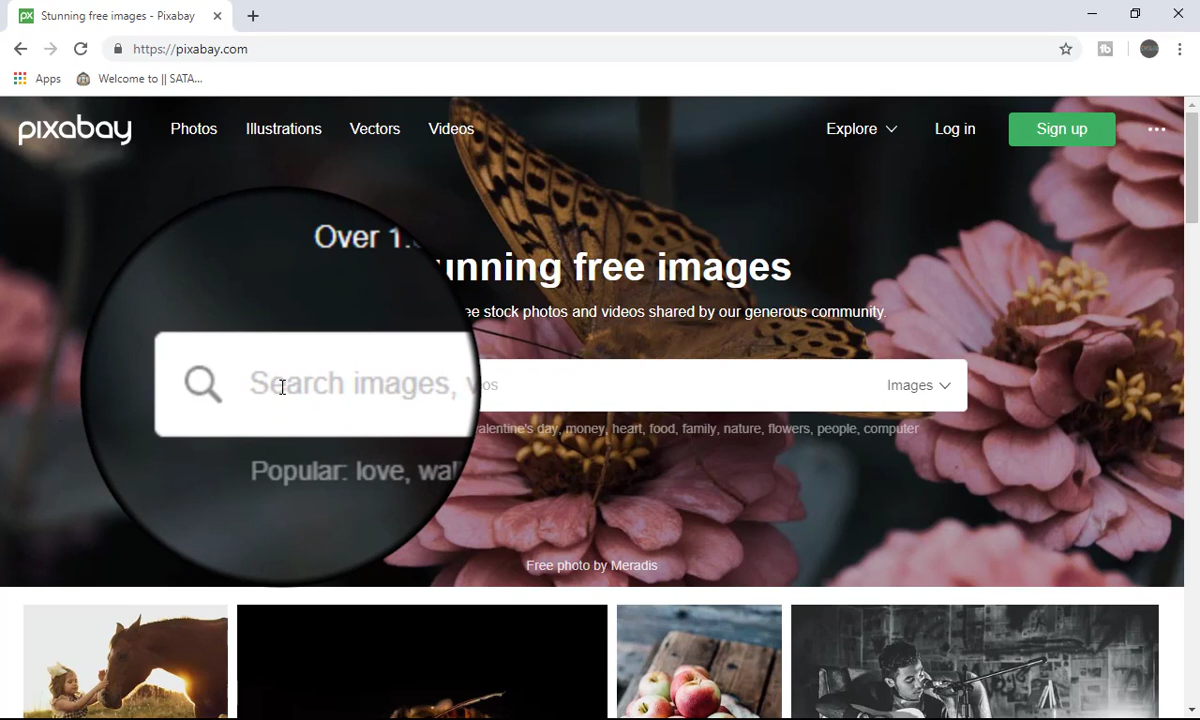 Stunning free images - Pixabay
https://pixabay.com
Apps Welcome to || SATA...
pixabay Photos Illustrations Vectors Videos Explore Log in Sign up
Over 1.
unning free images
ee stock photos and videos shared by our generous community.
Search images, v os Images
Popular: love, wal alentine's day, money, heart, food, family, nature, flowers, people, computer
Free photo by Meradis